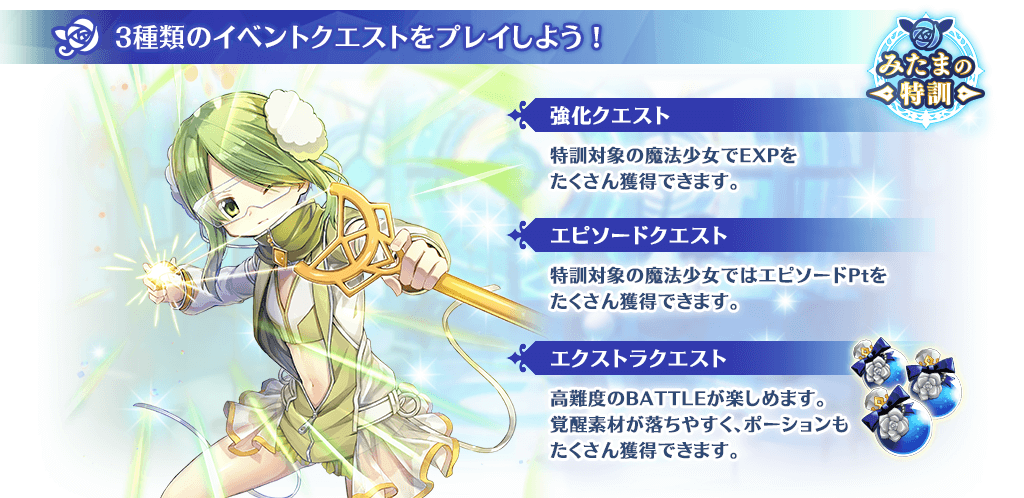 3種類のイベントクエストをプレイしよう！
みたまの
特訓
強化クエスト
特訓対象の魔法少女でEXPを
たくさん獲得できます。
エピソードクエスト
特訓対象の魔法少女ではエピソードPtを
たくさん獲得できます。
エクストラクエスト
高難度のBATTLEが楽しめます。
覚醒素材が落ちやすく、ポーションも
たくさん獲得できます。